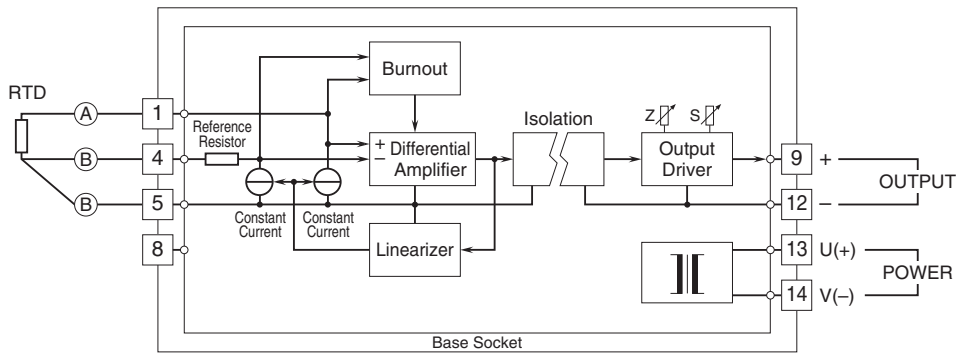 Burnout
RTD
A
1
Reference
Resistor
Isolation
Z
S
B
4
+
−
Differential
Amplifier
Output
Driver
9
+
OUTPUT
B
5
12
−
Constant
Current
Constant
Current
8
Linearizer
13
U(+)
POWER
14
V(−)
Base Socket